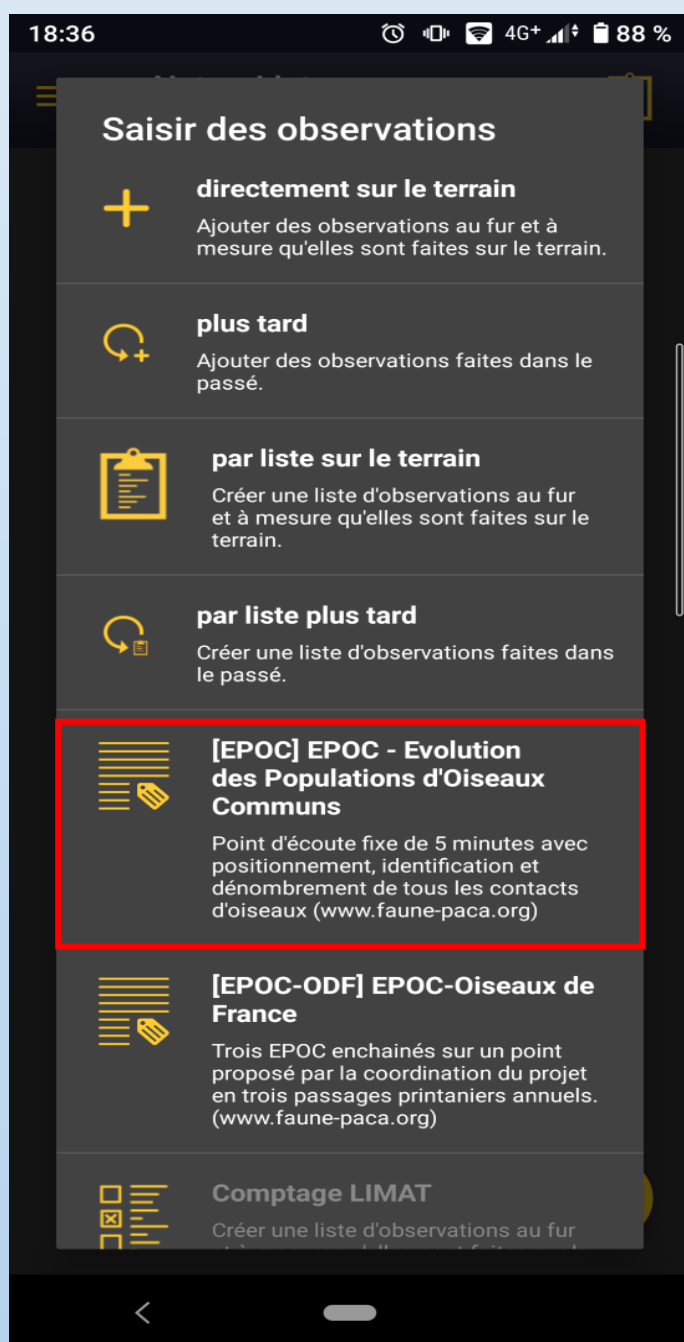 18:36
4G+
88 %
Saisir des observations
directement sur le terrain
Ajouter des observations au fur et à
mesure qu'elles sont faites sur le terrain.
plus tard
Ajouter des observations faites dans le
passé.
par liste sur le terrain
Créer une liste d'observations au fur
et à mesure qu'elles sont faites sur le
terrain.
par liste plus tard
Créer une liste d'observations faites dans
le passé.
[EPOC] EPOC - Evolution
des Populations d'Oiseaux
Communs
Point d'écoute fixe de 5 minutes avec
positionnement, identification et
dénombrement de tous les contacts
d'oiseaux (www.faune-paca.org)
[EPOC-ODF] EPOC-Oiseaux de
France
Trois EPOC enchainés sur un point
proposé par la coordination du projet
en trois passages printaniers annuels.
(www.faune-paca.org)
Comptage LIMAT
Créer une liste d'observations au fur